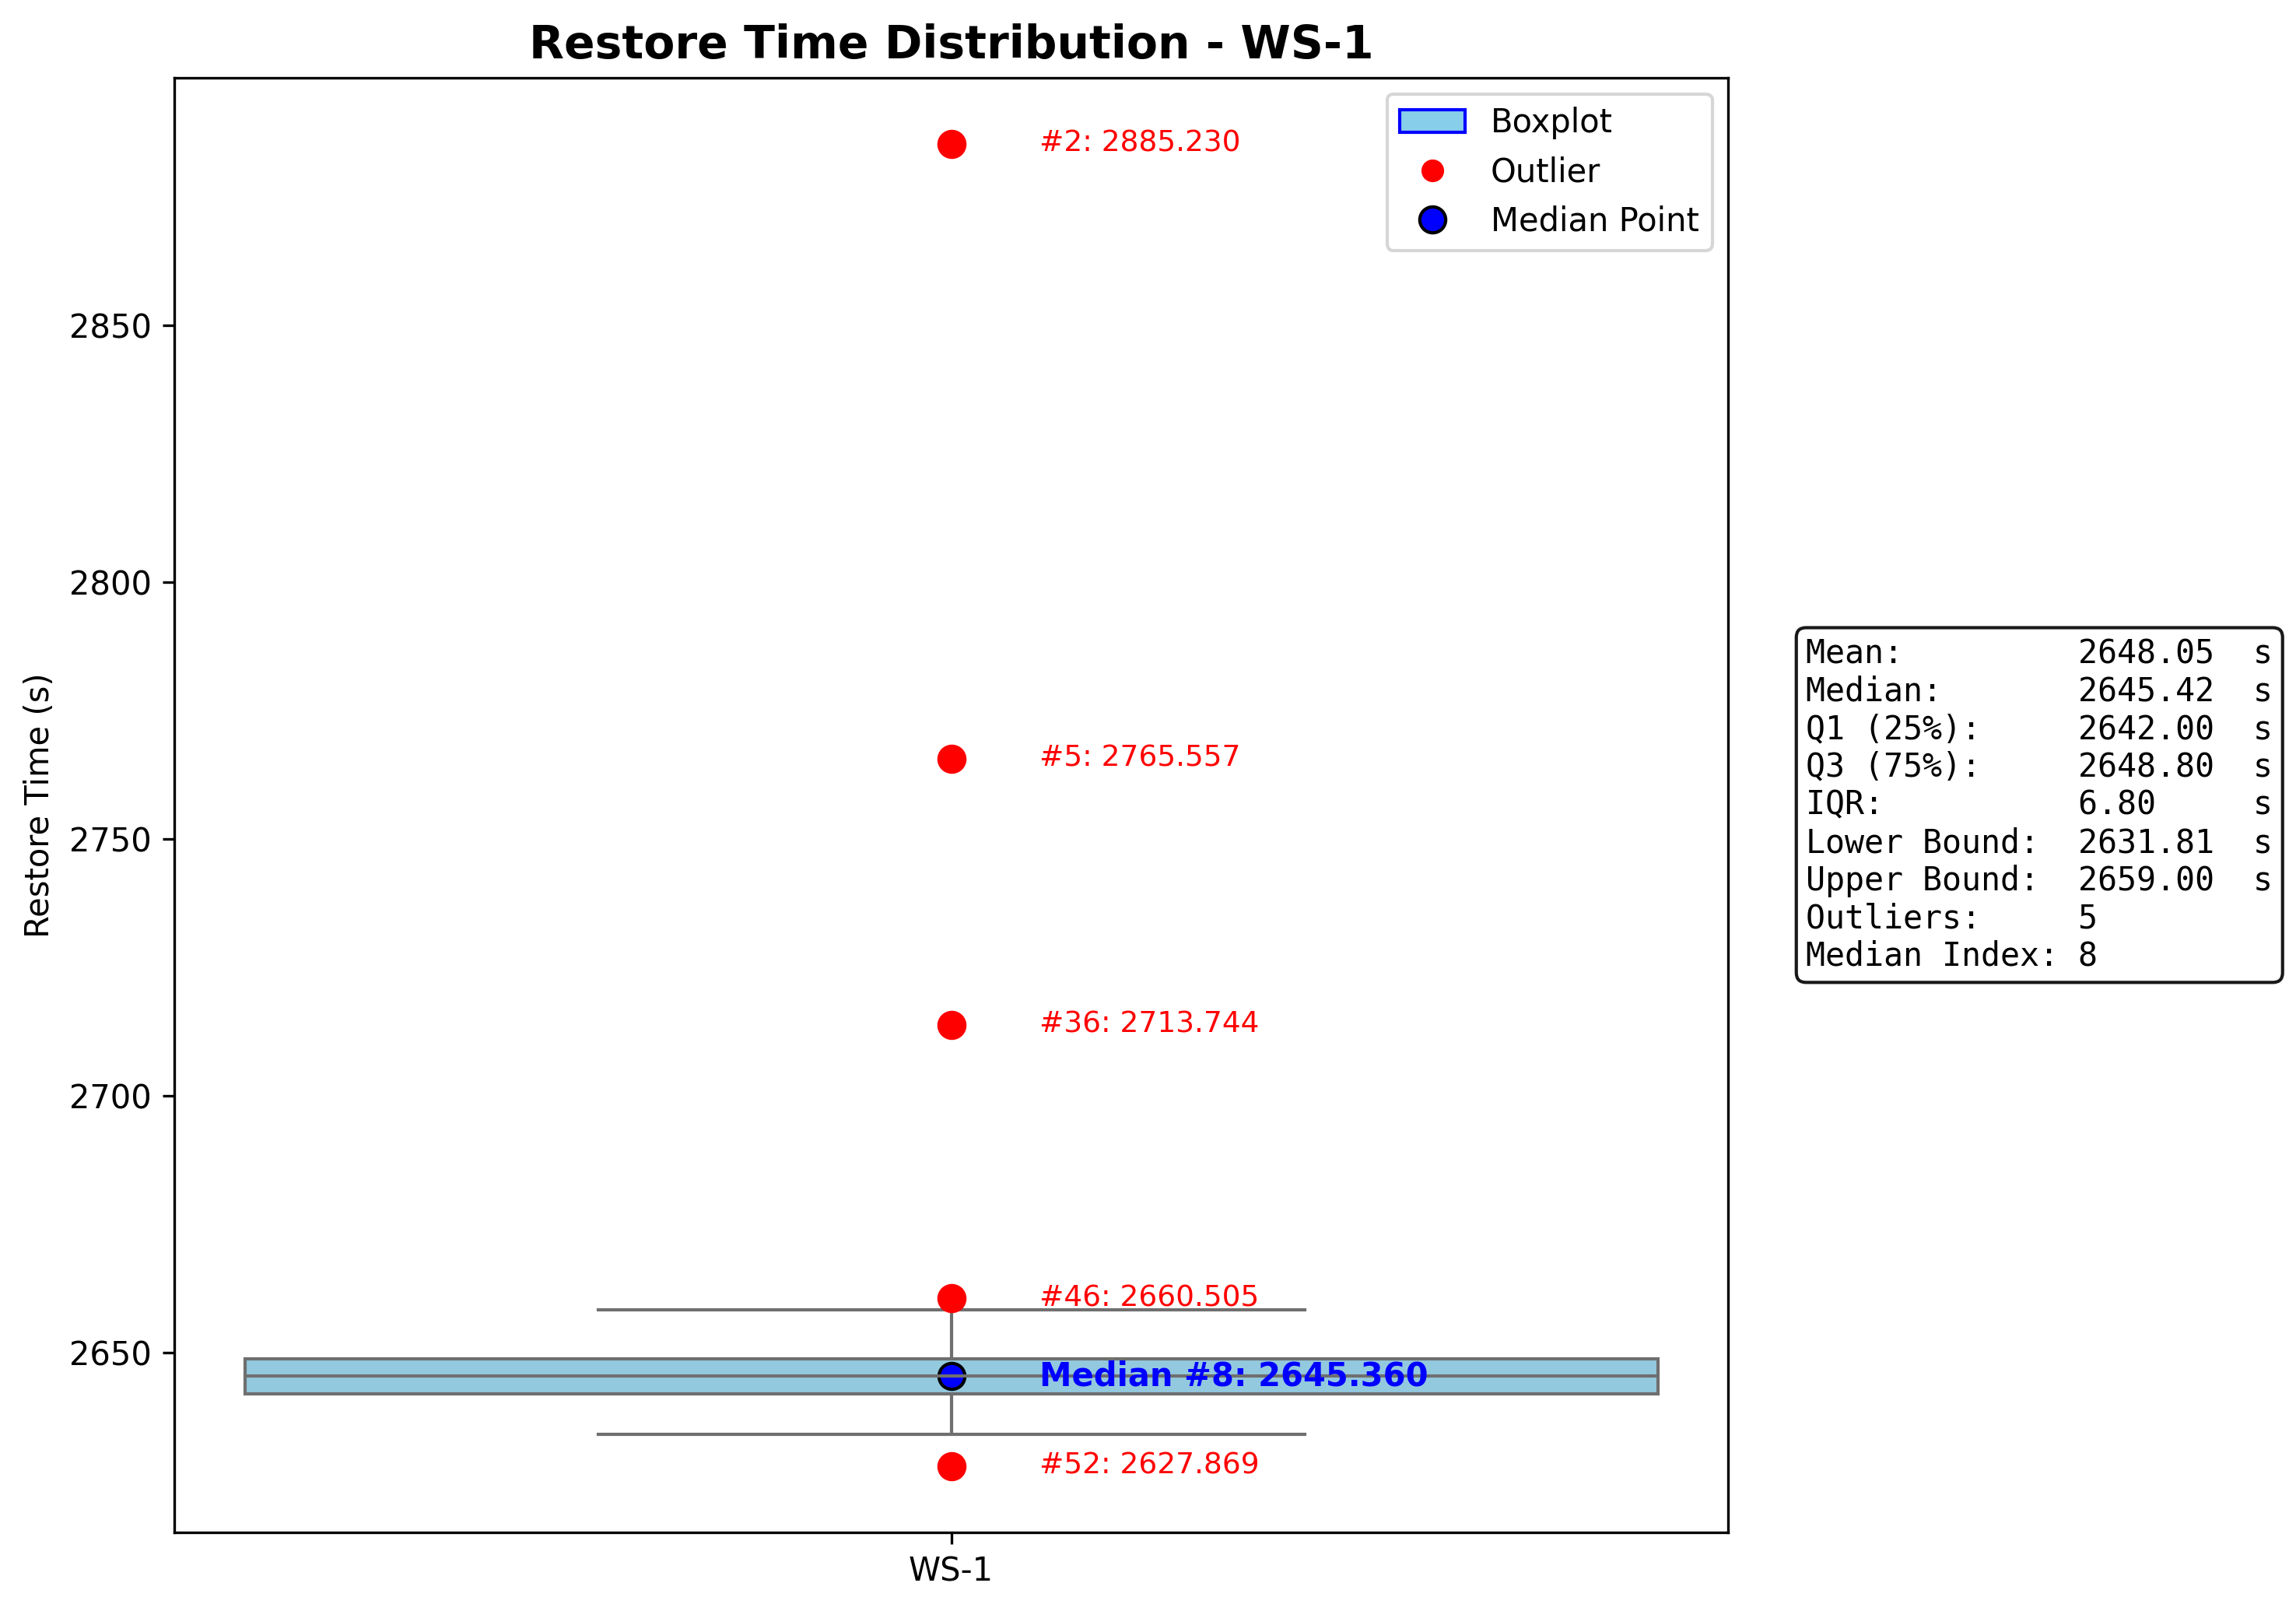 Restore Time Distribution - WS-1
Boxplot
Outlier
Median Point
#2: 2885.230
#5: 2765.557
#36: 2713.744
#46: 2660.505
Median #8: 2645.360
#52: 2627.869
2850
2800
2750
2700
2650
Restore Time (s)
WS-1
Mean: 2648.05 s
Median: 2645.42 s
Q1 (25%): 2642.00 s
Q3 (75%): 2648.80 s
IQR: 6.80 s
Lower Bound: 2631.81 s
Upper Bound: 2659.00 s
Outliers: 5
Median Index: 8